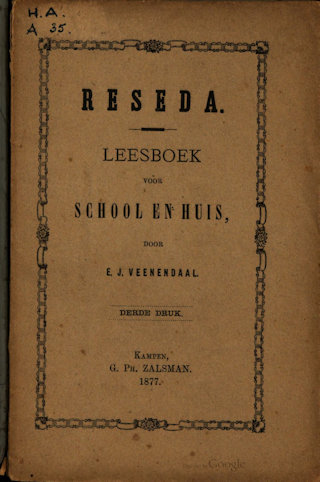 H.A.
A 35.
RESEDA.
LEESBOEK
VOOR
SCHOOL EN HUIS,
DOOR
E. J. VEENENDAAL.
DERDE DRUK.
KAMPEN,
G. PH. ZALSMAN.
1877.
Google